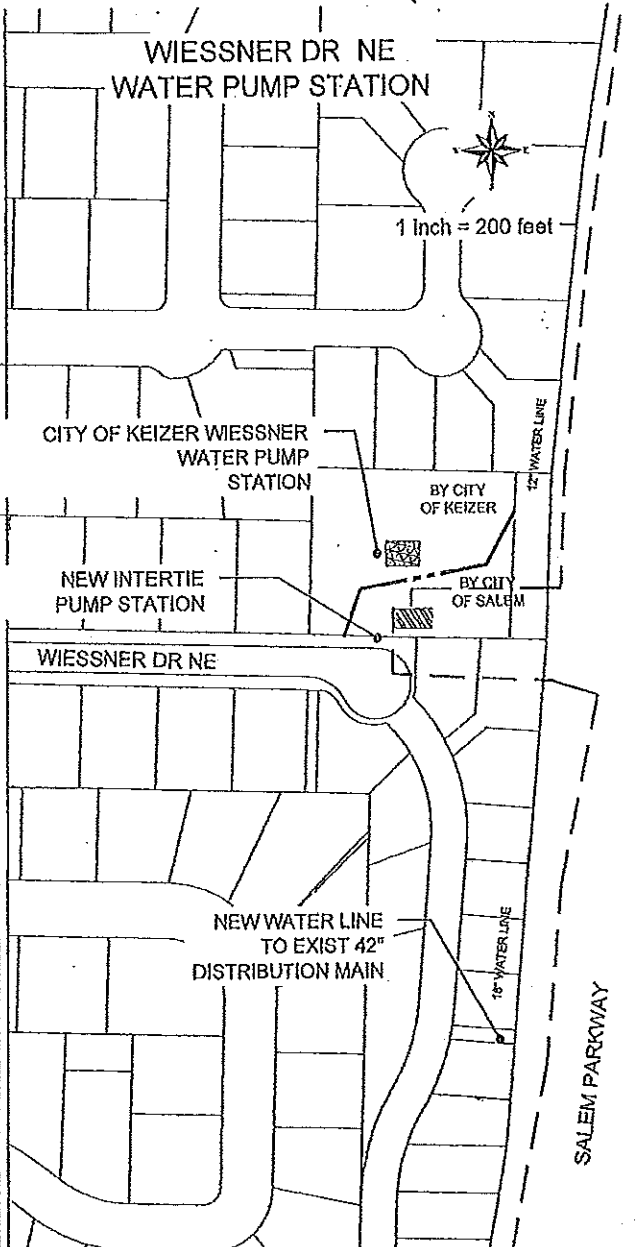 WIESSNER DR NE
WATER PUMP STATION
N
1 inch = 200 feet
12" WATER LINE
CITY OF KEIZER WIESSNER
WATER PUMP
STATION
BY CITY
OF KEIZER
NEW INTERTIE
PUMP STATION
BY CITY
OF SALEM
WIESSNER DR NE
NEW WATER LINE
TO EXIST 42"
DISTRIBUTION MAIN
18" WATER LINE
SALEM PARKWAY